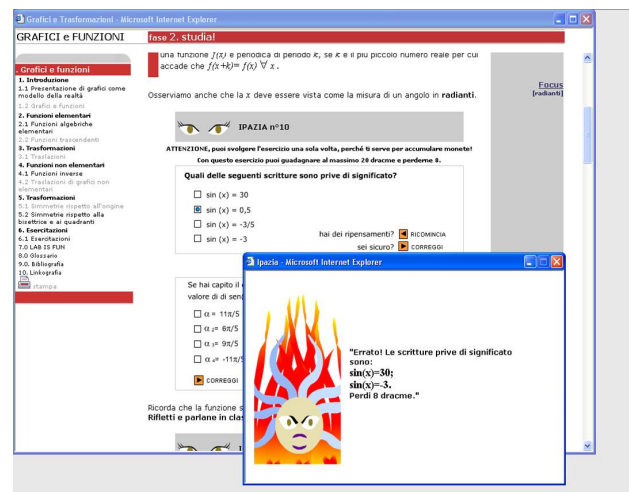 Grafici e Trasformazioni - Microsoft Internet Explorer
GRAFICI e FUNZIONI
fase 2. studia!
. Grafici e funzioni
1. Introduzione
1.1 Presentazione di grafici come
modello della realtà
1.2 Grafici e funzioni
2. Funzioni elementari
2.1 Funzioni algebriche
elementari
2.2 Funzioni trascendenti
3. Trasformazioni
3.1 Traslazioni
4. Funzioni non elementari
4.1 Funzioni inverse
4.2 Traslazioni di grafici non
elementari
5. Trasformazioni
5.1 Simmetrie rispetto all'origine
5.2 Simmetrie rispetto alla
bisettrice e ai quadranti
6. Esercitazioni
6.1 Esercitazioni
7.0 LAB IS FUN
8.0 Glossario
9.0. Bibliografia
10. Linkografia
stampa
una funzione f(x) è periodica di periodo k, se k è il più piccolo numero reale per cui
accade che f(x+k)= f(x) ∀ x .
Osserviamo anche che la x deve essere vista come la misura di un angolo in radianti.
Focus
[radianti]
IPAZIA n°10
ATTENZIONE, puoi svolgere l'esercizio una sola volta, perché ti serve per accumulare monete!
Con questo esercizio puoi guadagnare al massimo 20 dracme e perderne 8.
Quali delle seguenti scritture sono prive di significato?
sin (x) = 30
sin (x) = 0,5
sin (x) = -3/5
sin (x) = -3
hai dei ripensamenti? RICOMINCIA
sei sicuro? CORREGGI
Se hai capito il
valore di di sen(
α = 11π/5
α 2= 6π/5
α 3= 9π/5
α 4= -11π/5
CORREGGI
Ricorda che la funzione s
Rifletti e parlane in clas
Ipazia - Microsoft Internet Explorer
"Errato! Le scritture prive di significato
sono:
sin(x)=30;
sin(x)=-3.
Perdi 8 dracme."